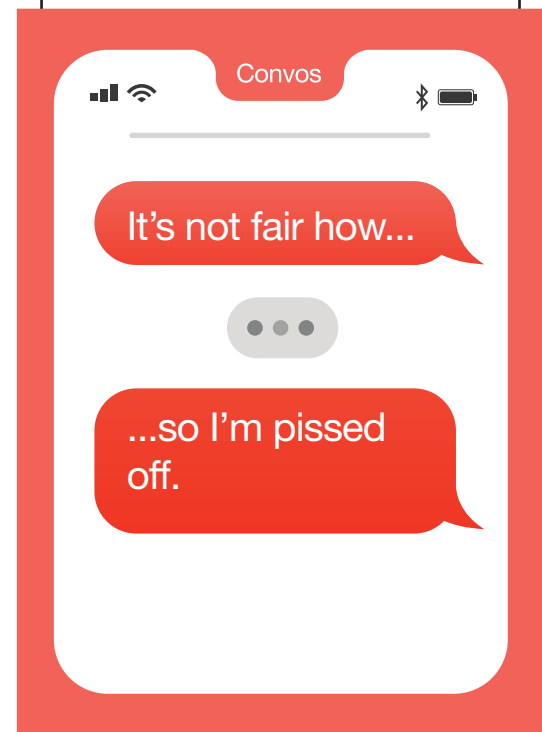 Convos
It’s not fair how...
...so I’m pissed
off.